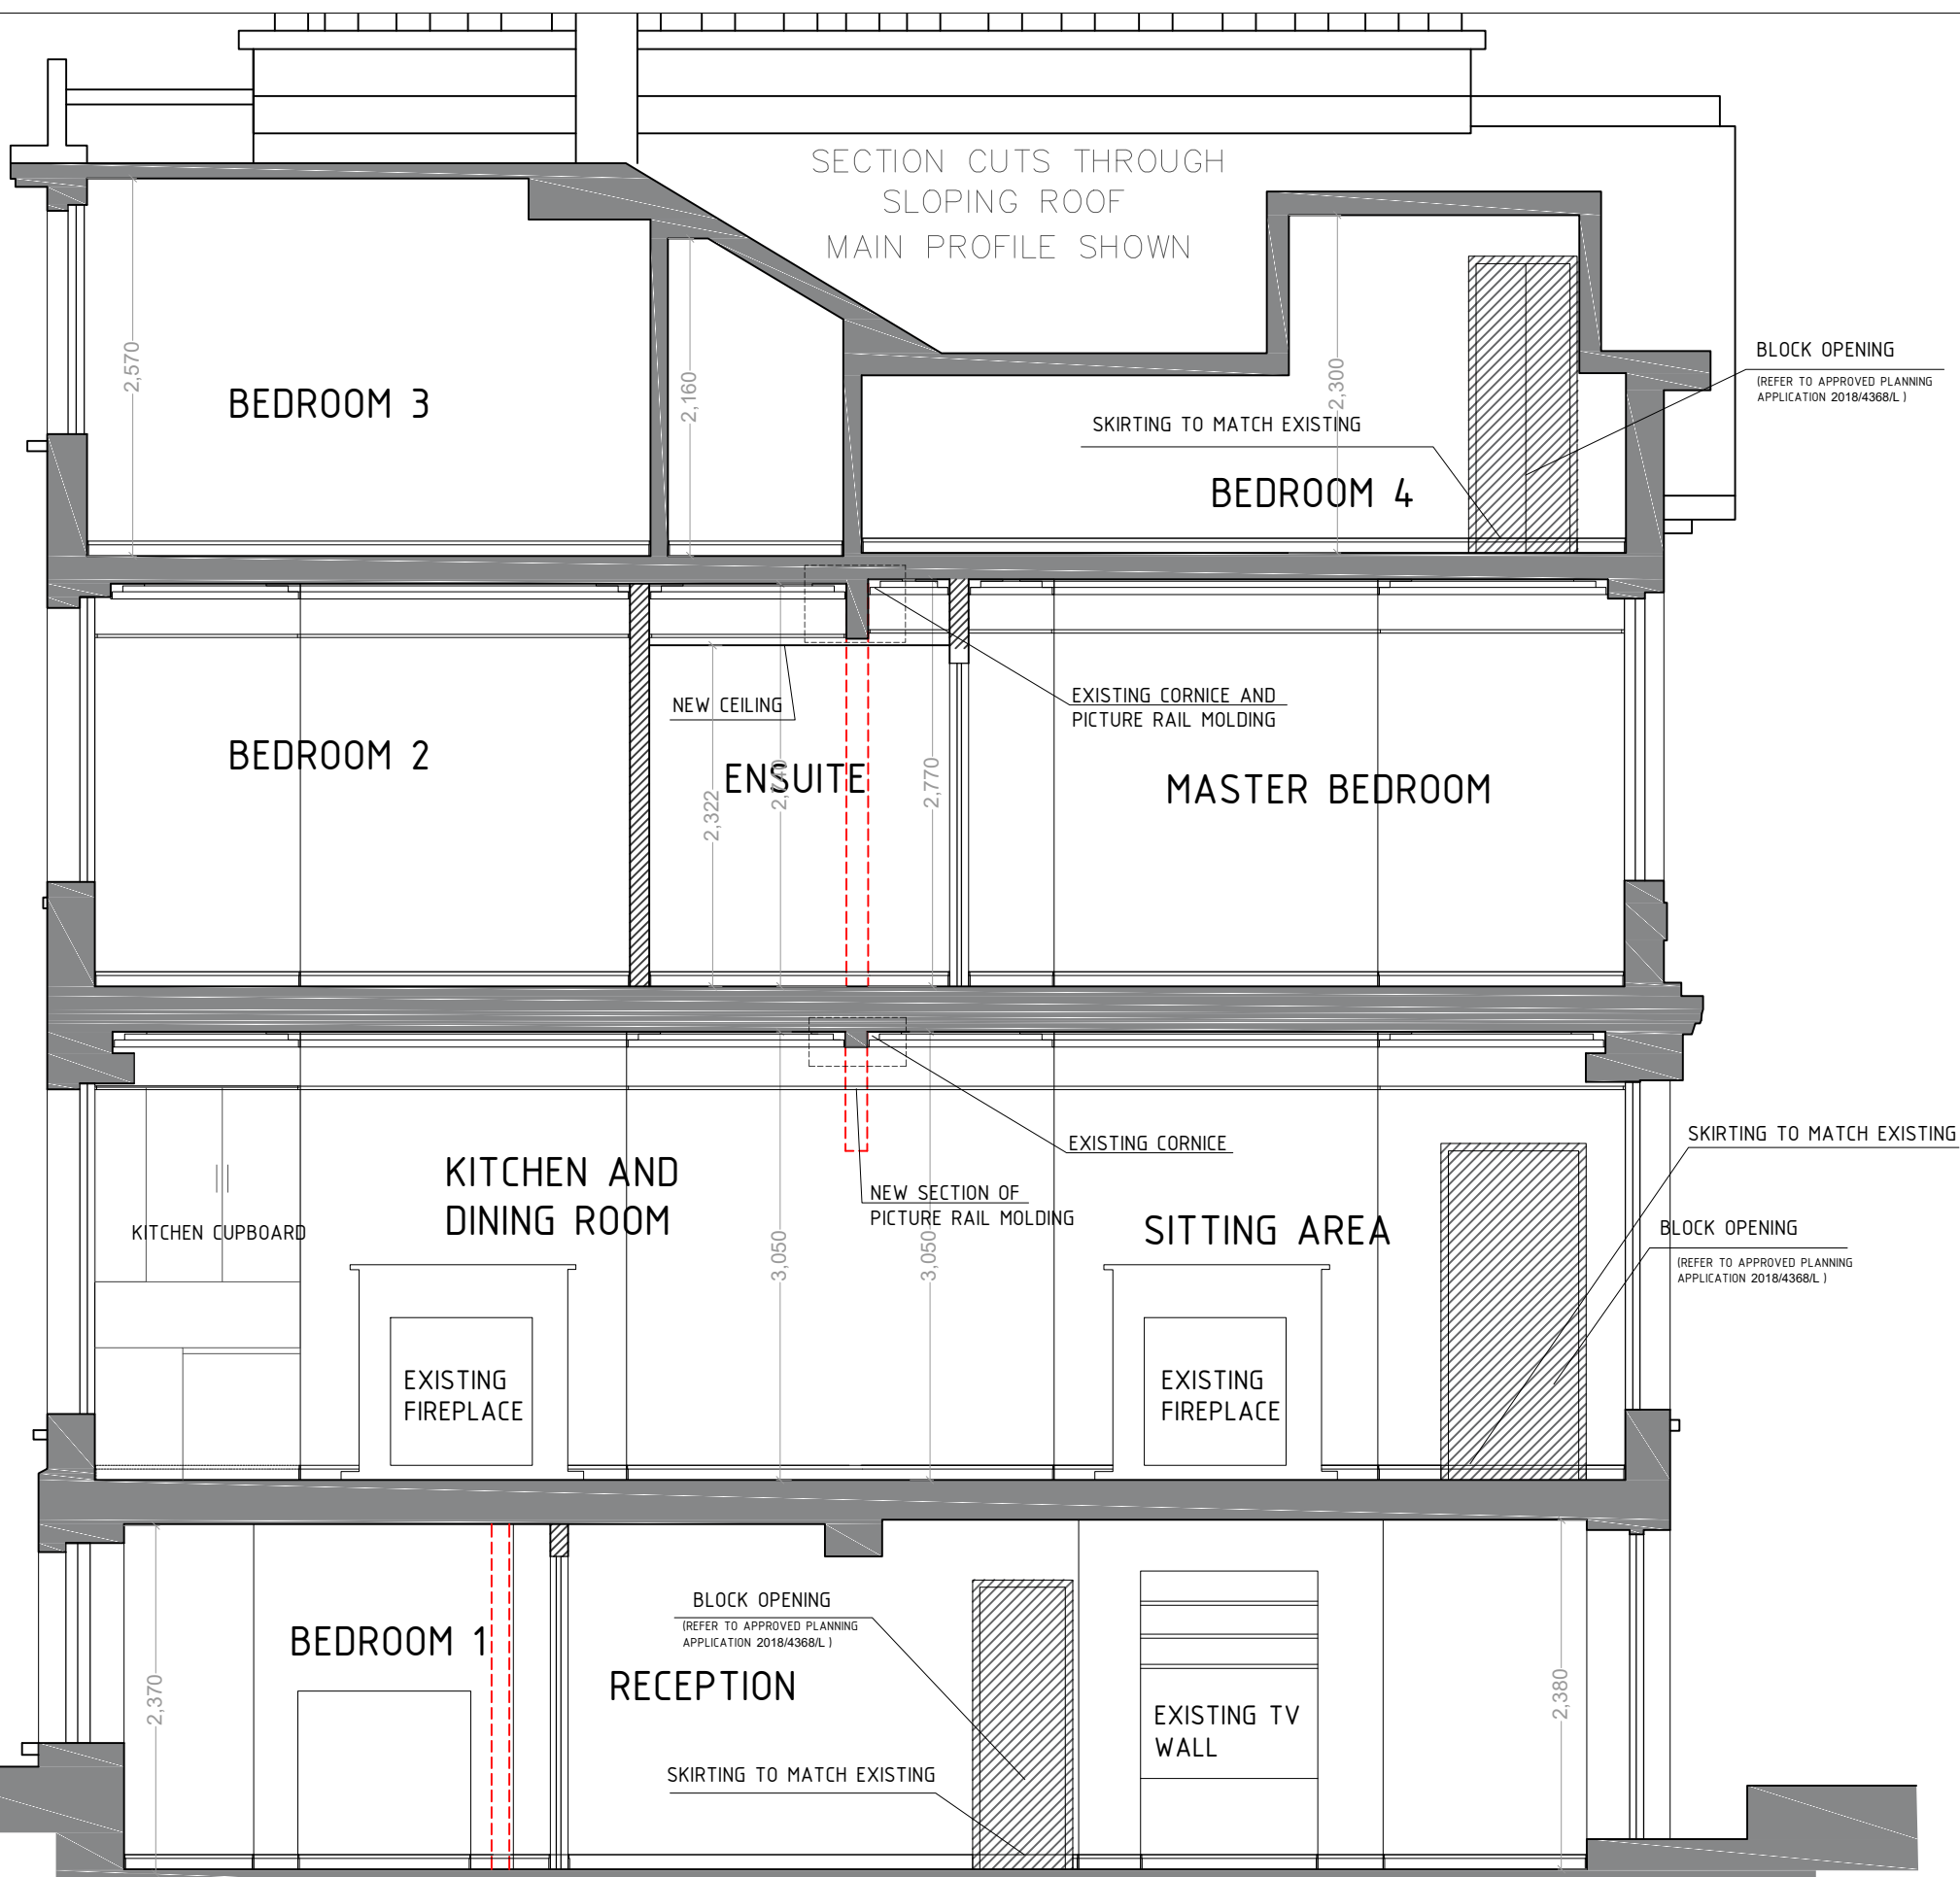 SECTION CUTS THROUGH
SLOPING ROOF
MAIN PROFILE SHOWN
BLOCK OPENING
(REFER TO APPROVED PLANNING
APPLICATION 2018/4368/L )
2,570
2,160
2,300
BEDROOM 3
SKIRTING TO MATCH EXISTING
BEDROOM 4
NEW CEILING
EXISTING CORNICE AND
PICTURE RAIL MOLDING
BEDROOM 2
ENSUITE
MASTER BEDROOM
2,322
2,740
2,770
SKIRTING TO MATCH EXISTING
EXISTING CORNICE
KITCHEN AND
DINING ROOM
NEW SECTION OF
PICTURE RAIL MOLDING
KITCHEN CUPBOARD
SITTING AREA
BLOCK OPENING
(REFER TO APPROVED PLANNING
APPLICATION 2018/4368/L )
3,050
3,050
EXISTING
FIREPLACE
EXISTING
FIREPLACE
BLOCK OPENING
(REFER TO APPROVED PLANNING
APPLICATION 2018/4368/L )
BEDROOM 1
RECEPTION
2,370
2,380
EXISTING TV
WALL
SKIRTING TO MATCH EXISTING